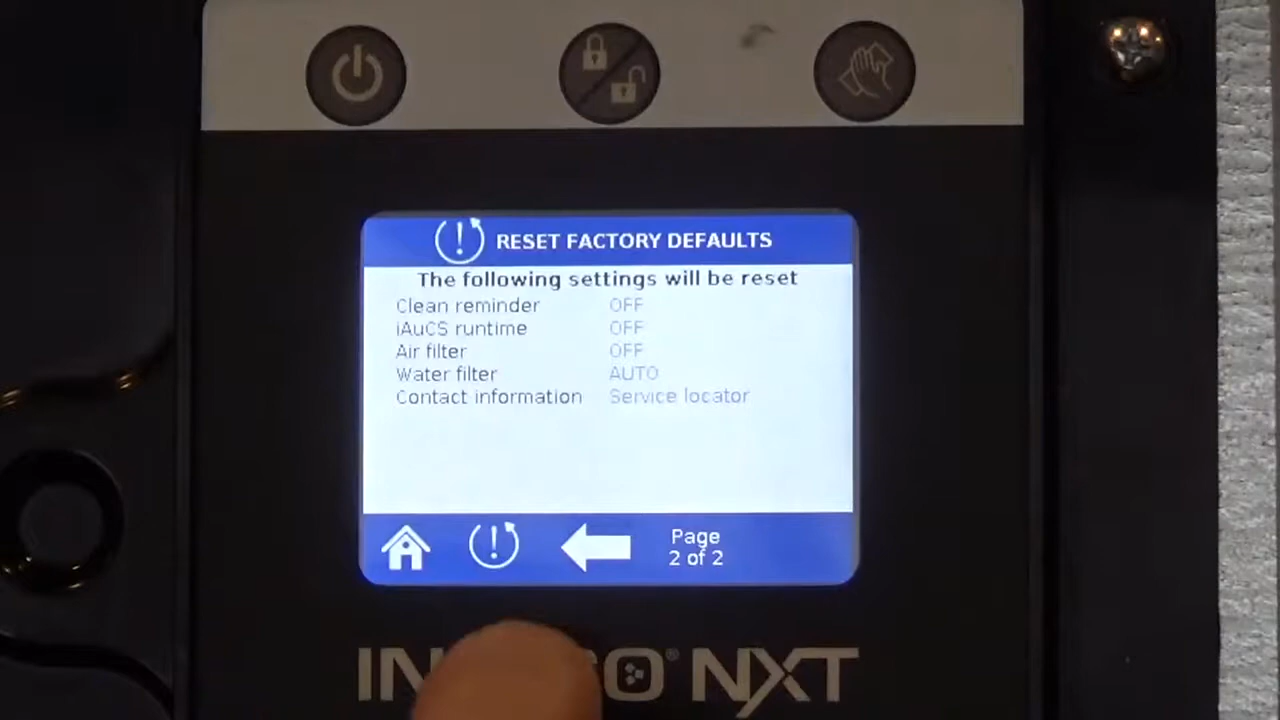 RESET FACTORY DEFAULTS
The following settings will be reset
Clean reminder OFF
iAuCS runtime OFF
Air filter OFF
Water filter AUTO
Contact information Service locator
Page
2 of 2
NXT